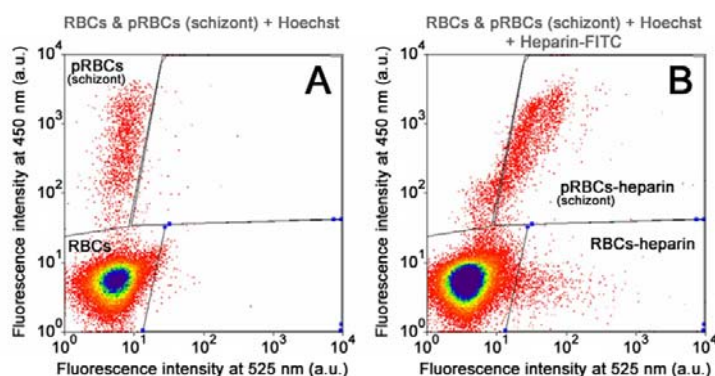 RBCs & pRBCs (schizont) + Hoechst
A
pRBCs
(schizont)
RBCs
Fluorescence intensity at 450 nm (a.u.)
10⁴
10³
10²
10¹
10⁰
10⁰ 10¹ 10² 10³ 10⁴
Fluorescence intensity at 525 nm (a.u.)
RBCs & pRBCs (schizont) + Hoechst
+ Heparin-FITC
B
pRBCs-heparin
(schizont)
RBCs-heparin
Fluorescence intensity at 450 nm (a.u.)
10⁴
10³
10²
10¹
10⁰
10⁰ 10¹ 10² 10³ 10⁴
Fluorescence intensity at 525 nm (a.u.)